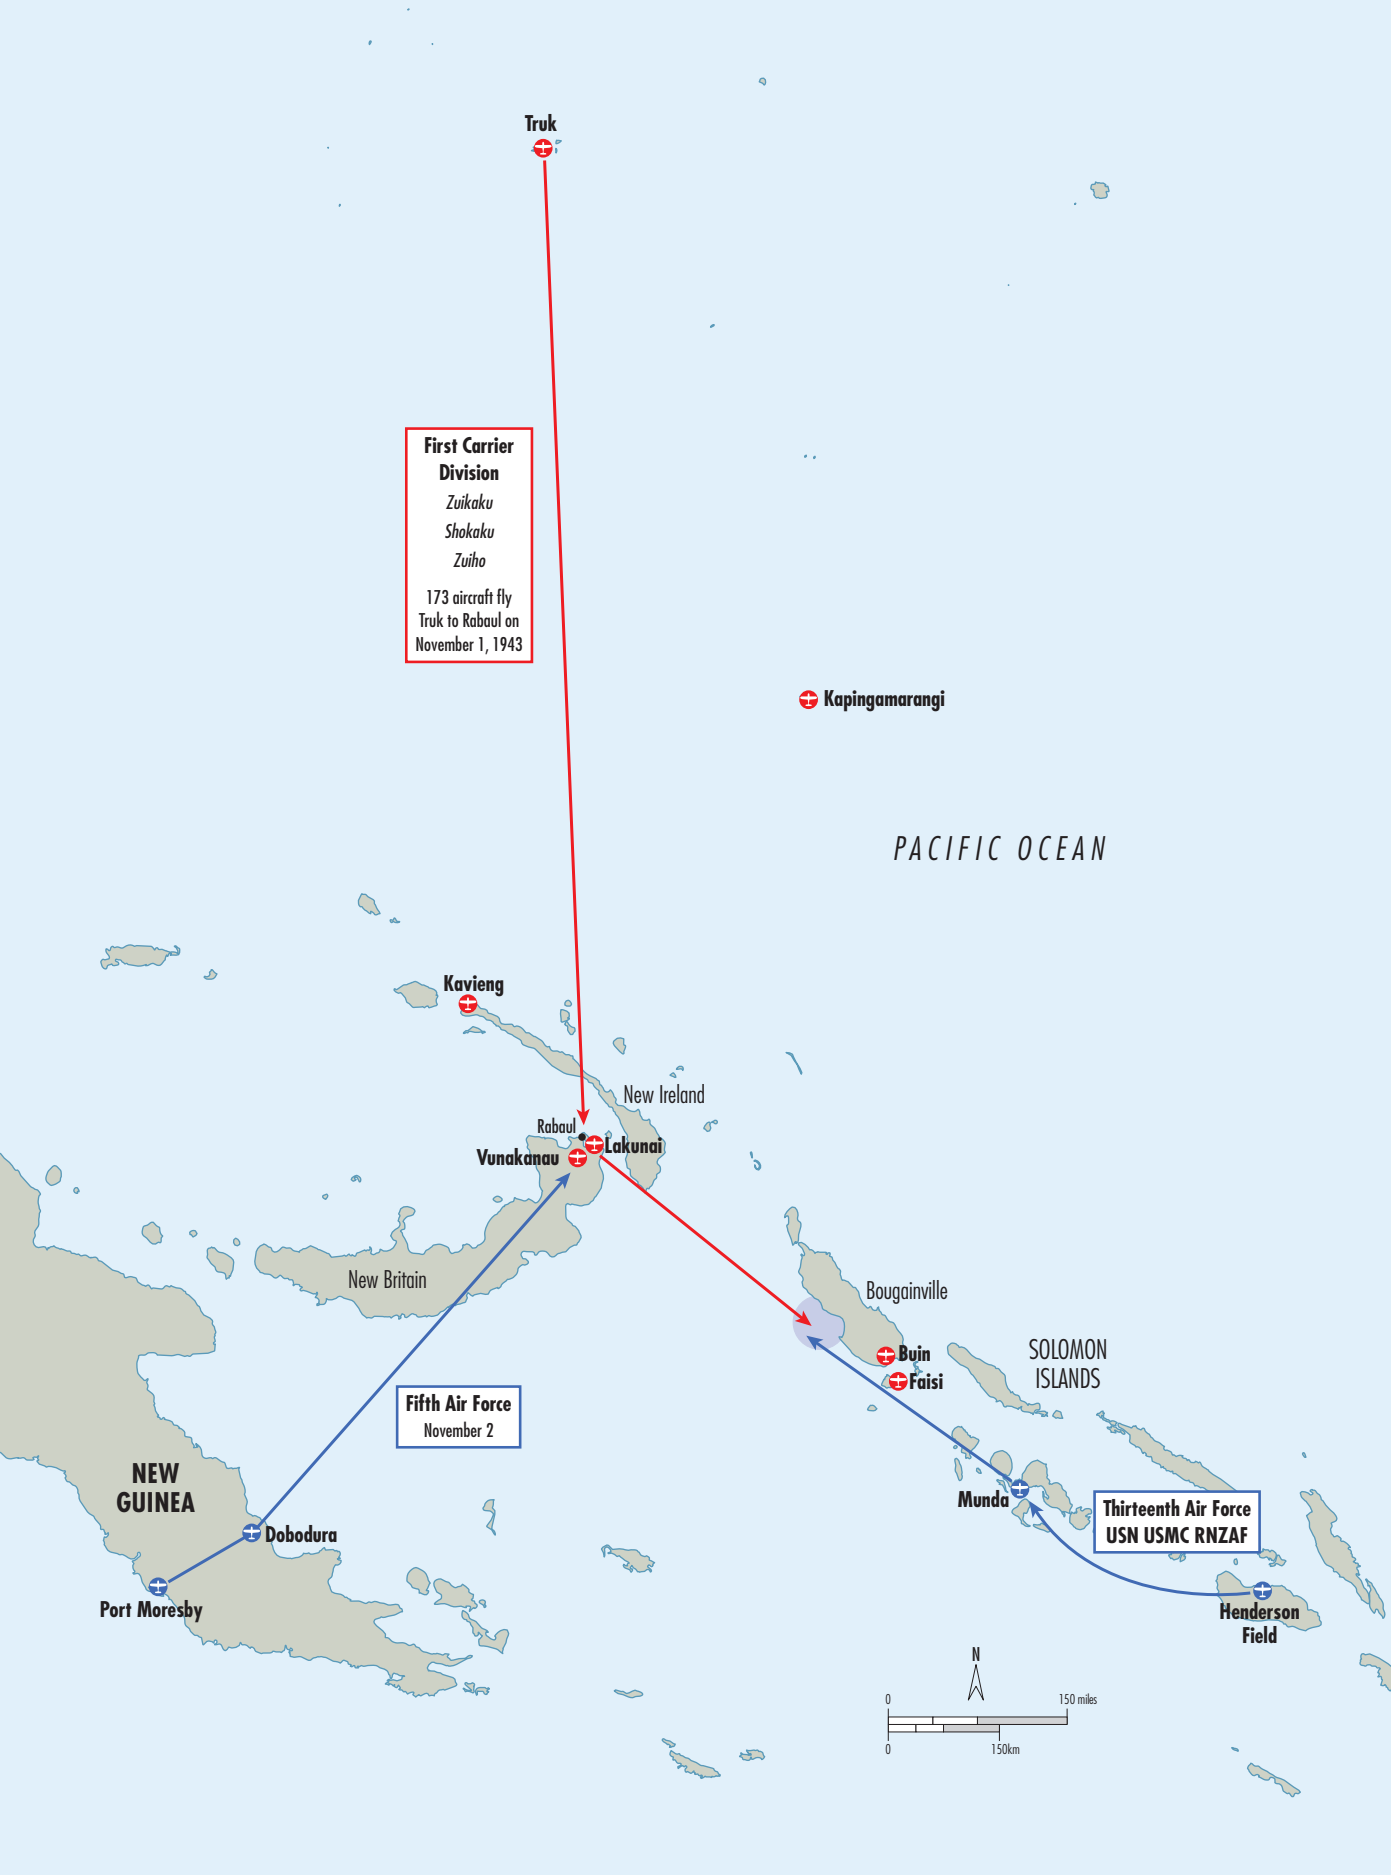 Truk
First Carrier
Division
Zuikaku
Shokaku
Zuiho
173 aircraft fly
Truk to Rabaul on
November 1, 1943
Kapingamarangi
PACIFIC OCEAN
Kavieng
New Ireland
Rabaul
Lakunai
Vunakanau
New Britain
Bougainville
Buin
Faisi
SOLOMON
ISLANDS
Fifth Air Force
November 2
NEW
GUINEA
Munda
Thirteenth Air Force
USN USMC RNZAF
Dobodura
Port Moresby
Henderson
Field
N
0
150 miles
0
150km